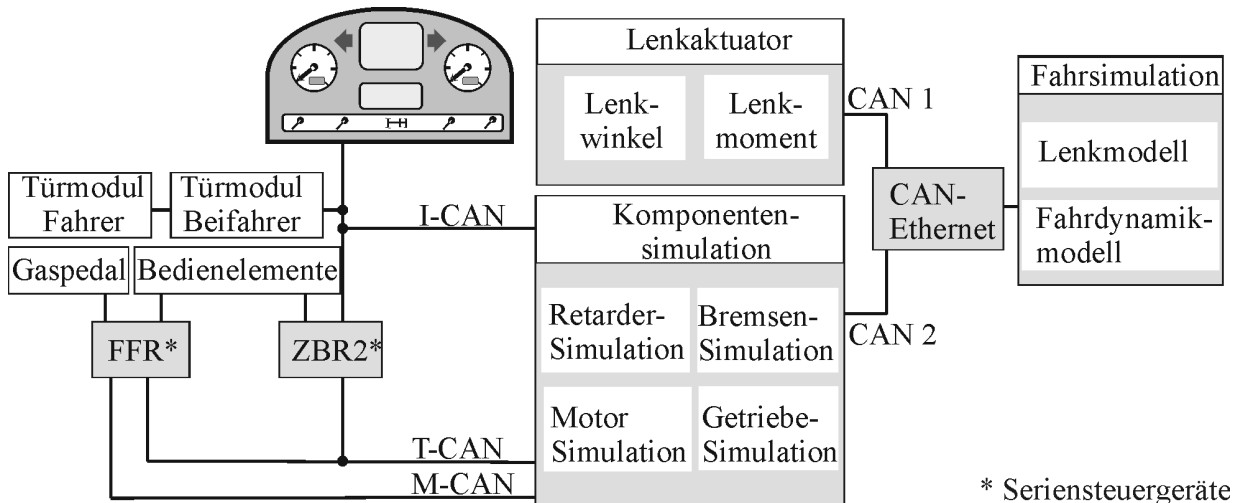 Lenkaktuator
Lenk-
winkel
Lenk-
moment
CAN 1
Fahrsimulation
Lenkmodell
Fahrdynamik-
modell
CAN-
Ethernet
Türmodul
Fahrer
Türmodul
Beifahrer
I-CAN
Komponenten-
simulation
Gaspedal
Bedienelemente
Retarder-
Simulation
Bremsen-
Simulation
CAN 2
FFR*
ZBR2*
Motor
Simulation
Getriebe-
Simulation
T-CAN
M-CAN
* Seriensteuergeräte